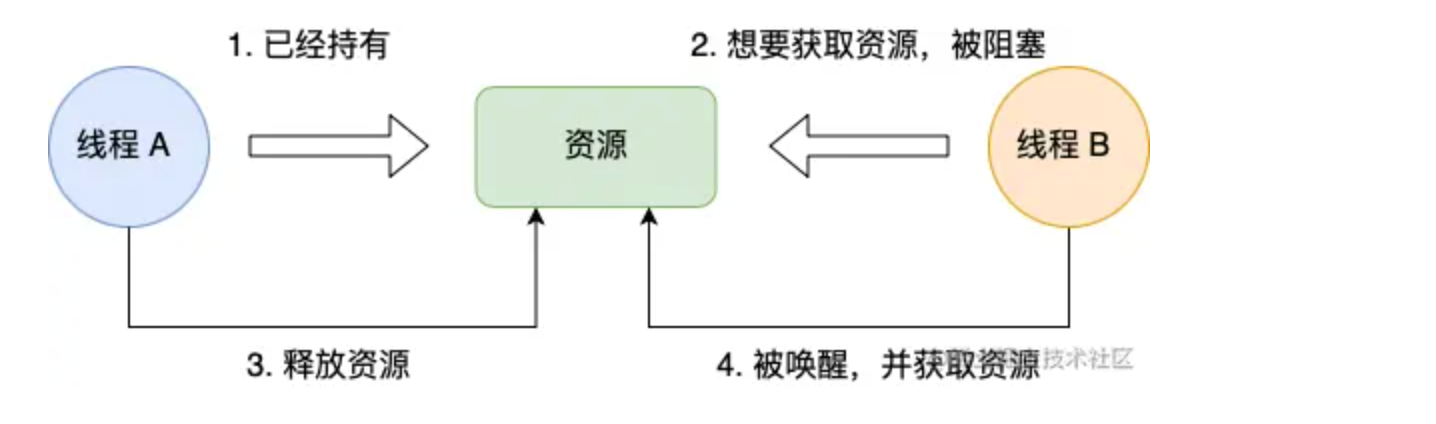 1. 已经持有
2. 想要获取资源，被阻塞
线程 A
资源
线程 B
3. 释放资源
4. 被唤醒，并获取资源
技术社区